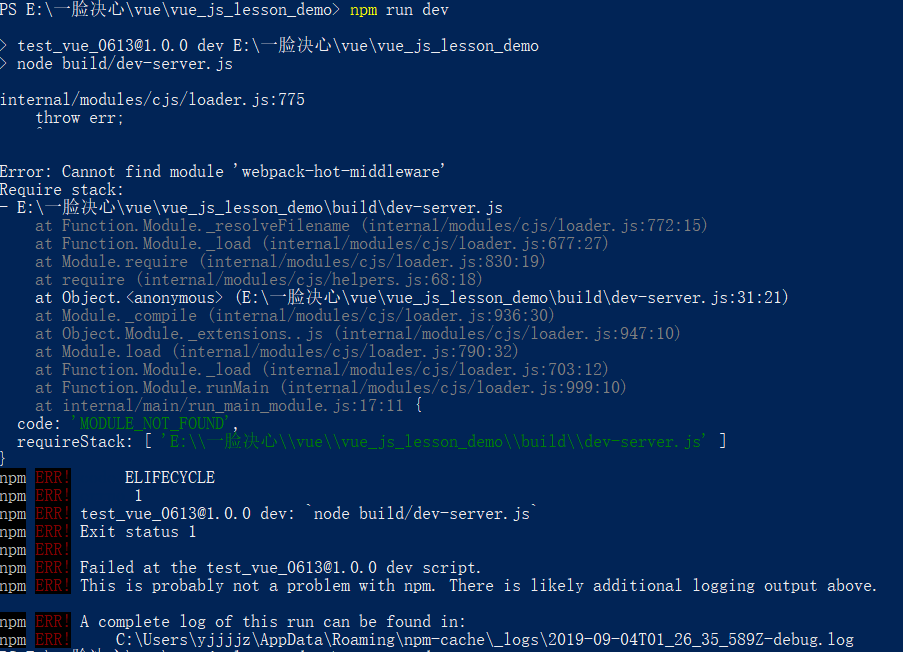 PS E:\一脸决心\vue\vue_js_lesson_demo> npm run dev
> test_vue_0613@1.0.0 dev E:\一脸决心\vue\vue_js_lesson_demo
> node build/dev-server.js
internal/modules/cjs/loader.js:775
    throw err;
    ^
Error: Cannot find module 'webpack-hot-middleware'
Require stack:
- E:\一脸决心\vue\vue_js_lesson_demo\build\dev-server.js
    at Function.Module._resolveFilename (internal/modules/cjs/loader.js:772:15)
    at Function.Module._load (internal/modules/cjs/loader.js:677:27)
    at Module.require (internal/modules/cjs/loader.js:830:19)
    at require (internal/modules/cjs/helpers.js:68:18)
    at Object.<anonymous> (E:\一脸决心\vue\vue_js_lesson_demo\build\dev-server.js:31:21)
    at Module._compile (internal/modules/cjs/loader.js:936:30)
    at Object.Module._extensions..js (internal/modules/cjs/loader.js:947:10)
    at Module.load (internal/modules/cjs/loader.js:790:32)
    at Function.Module._load (internal/modules/cjs/loader.js:703:12)
    at Function.Module.runMain (internal/modules/cjs/loader.js:999:10)
    at internal/main/run_main_module.js:17:11 {
  code: 'MODULE_NOT_FOUND',
  requireStack: [ 'E:\\一脸决心\\vue\\vue_js_lesson_demo\\build\\dev-server.js' ]
}
npm ERR! ELIFECYCLE
npm ERR! 1
npm ERR! test_vue_0613@1.0.0 dev: `node build/dev-server.js`
npm ERR! Exit status 1
npm ERR!
npm ERR! Failed at the test_vue_0613@1.0.0 dev script.
npm ERR! This is probably not a problem with npm. There is likely additional logging output above.
npm ERR! A complete log of this run can be found in:
npm ERR!     C:\Users\yjjjjz\AppData\Roaming\npm-cache\_logs\2019-09-04T01_26_35_589Z-debug.log